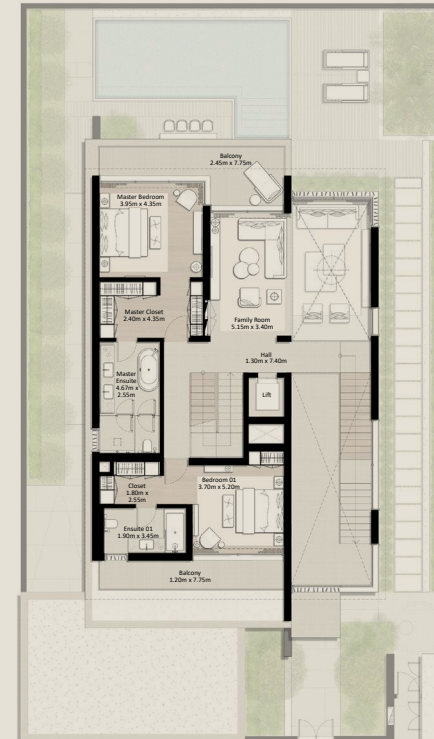 Balcony
2.45m x 7.75m
Master Bedroom
3.95m x 4.35m
Master Closet
2.40m x 4.35m
Family Room
5.15m x 3.40m
Hall
1.30m x 7.40m
Master
Ensuite
4.67m x
2.55m
Lift
Bedroom 01
3.70m x 5.20m
Closet
1.80m x
2.55m
Ensuite 01
1.90m x 3.45m
Balcony
1.20m x 7.75m